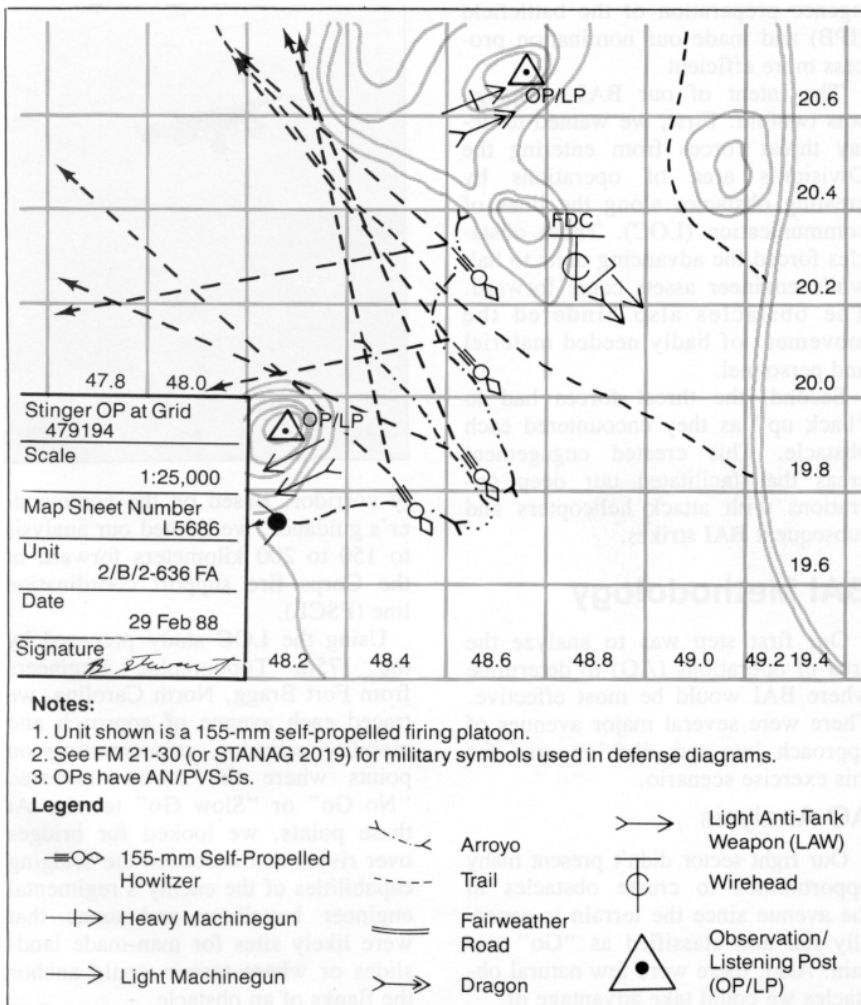 OP/LP
20.6
20.4
FDC
20.2
47.8 48.0
20.0
Stinger OP at Grid
479194
OP/LP
Scale
1:25,000
19.8
Map Sheet Number
L5686
Unit
2/B/2-636 FA
19.6
Date
29 Feb 88
Signature
48.2 48.4 48.6 48.8 49.0 49.2 19.4
Notes:
1. Unit shown is a 155-mm self-propelled firing platoon.
2. See FM 21-30 (or STANAG 2019) for military symbols used in defense diagrams.
3. OPs have AN/PVS-5s.
Legend
155-mm Self-Propelled
Howitzer
Heavy Machinegun
Light Machinegun
Arroyo
Trail
Fairweather
Road
Dragon
Light Anti-Tank
Weapon (LAW)
Wirehead
Observation/
Listening Post
(OP/LP)